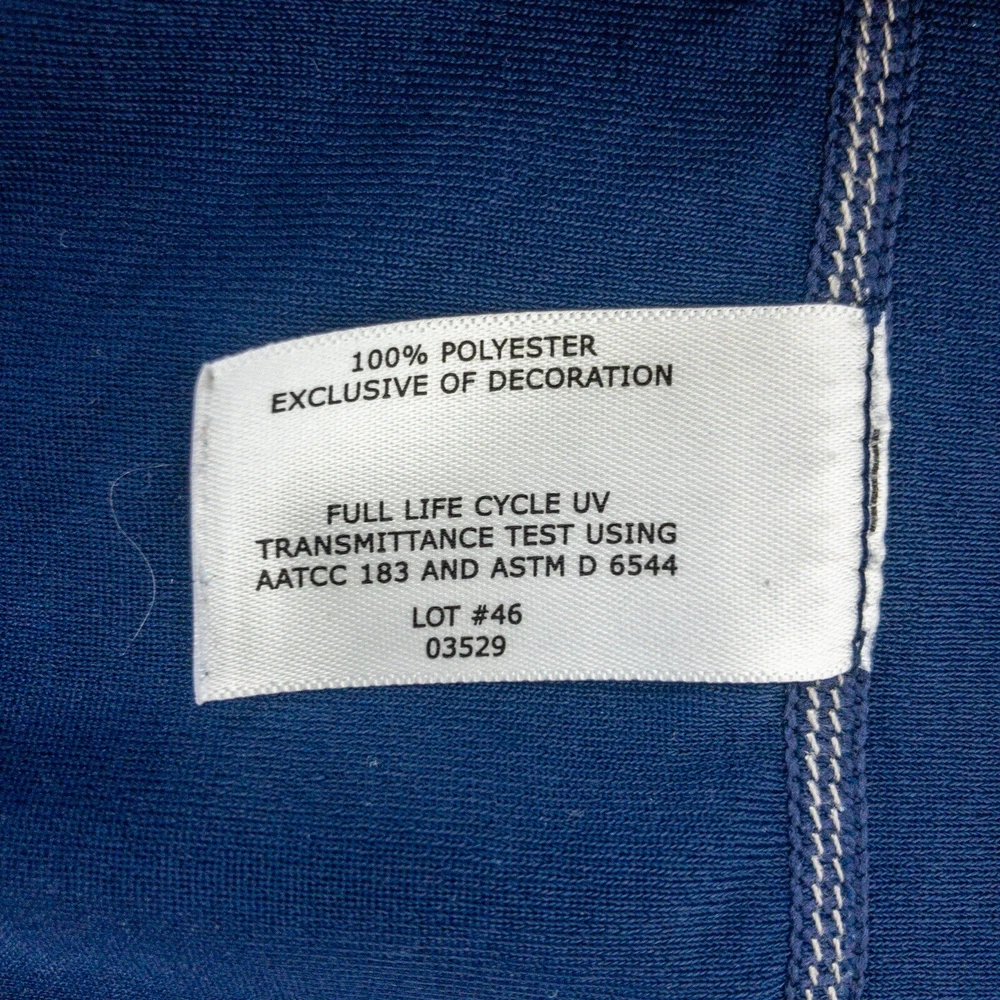 100% POLYESTER
EXCLUSIVE OF DECORATION
FULL LIFE CYCLE UV
TRANSMITTANCE TEST USING
AATCC 183 AND ASTM D 6544
LOT #46
03529